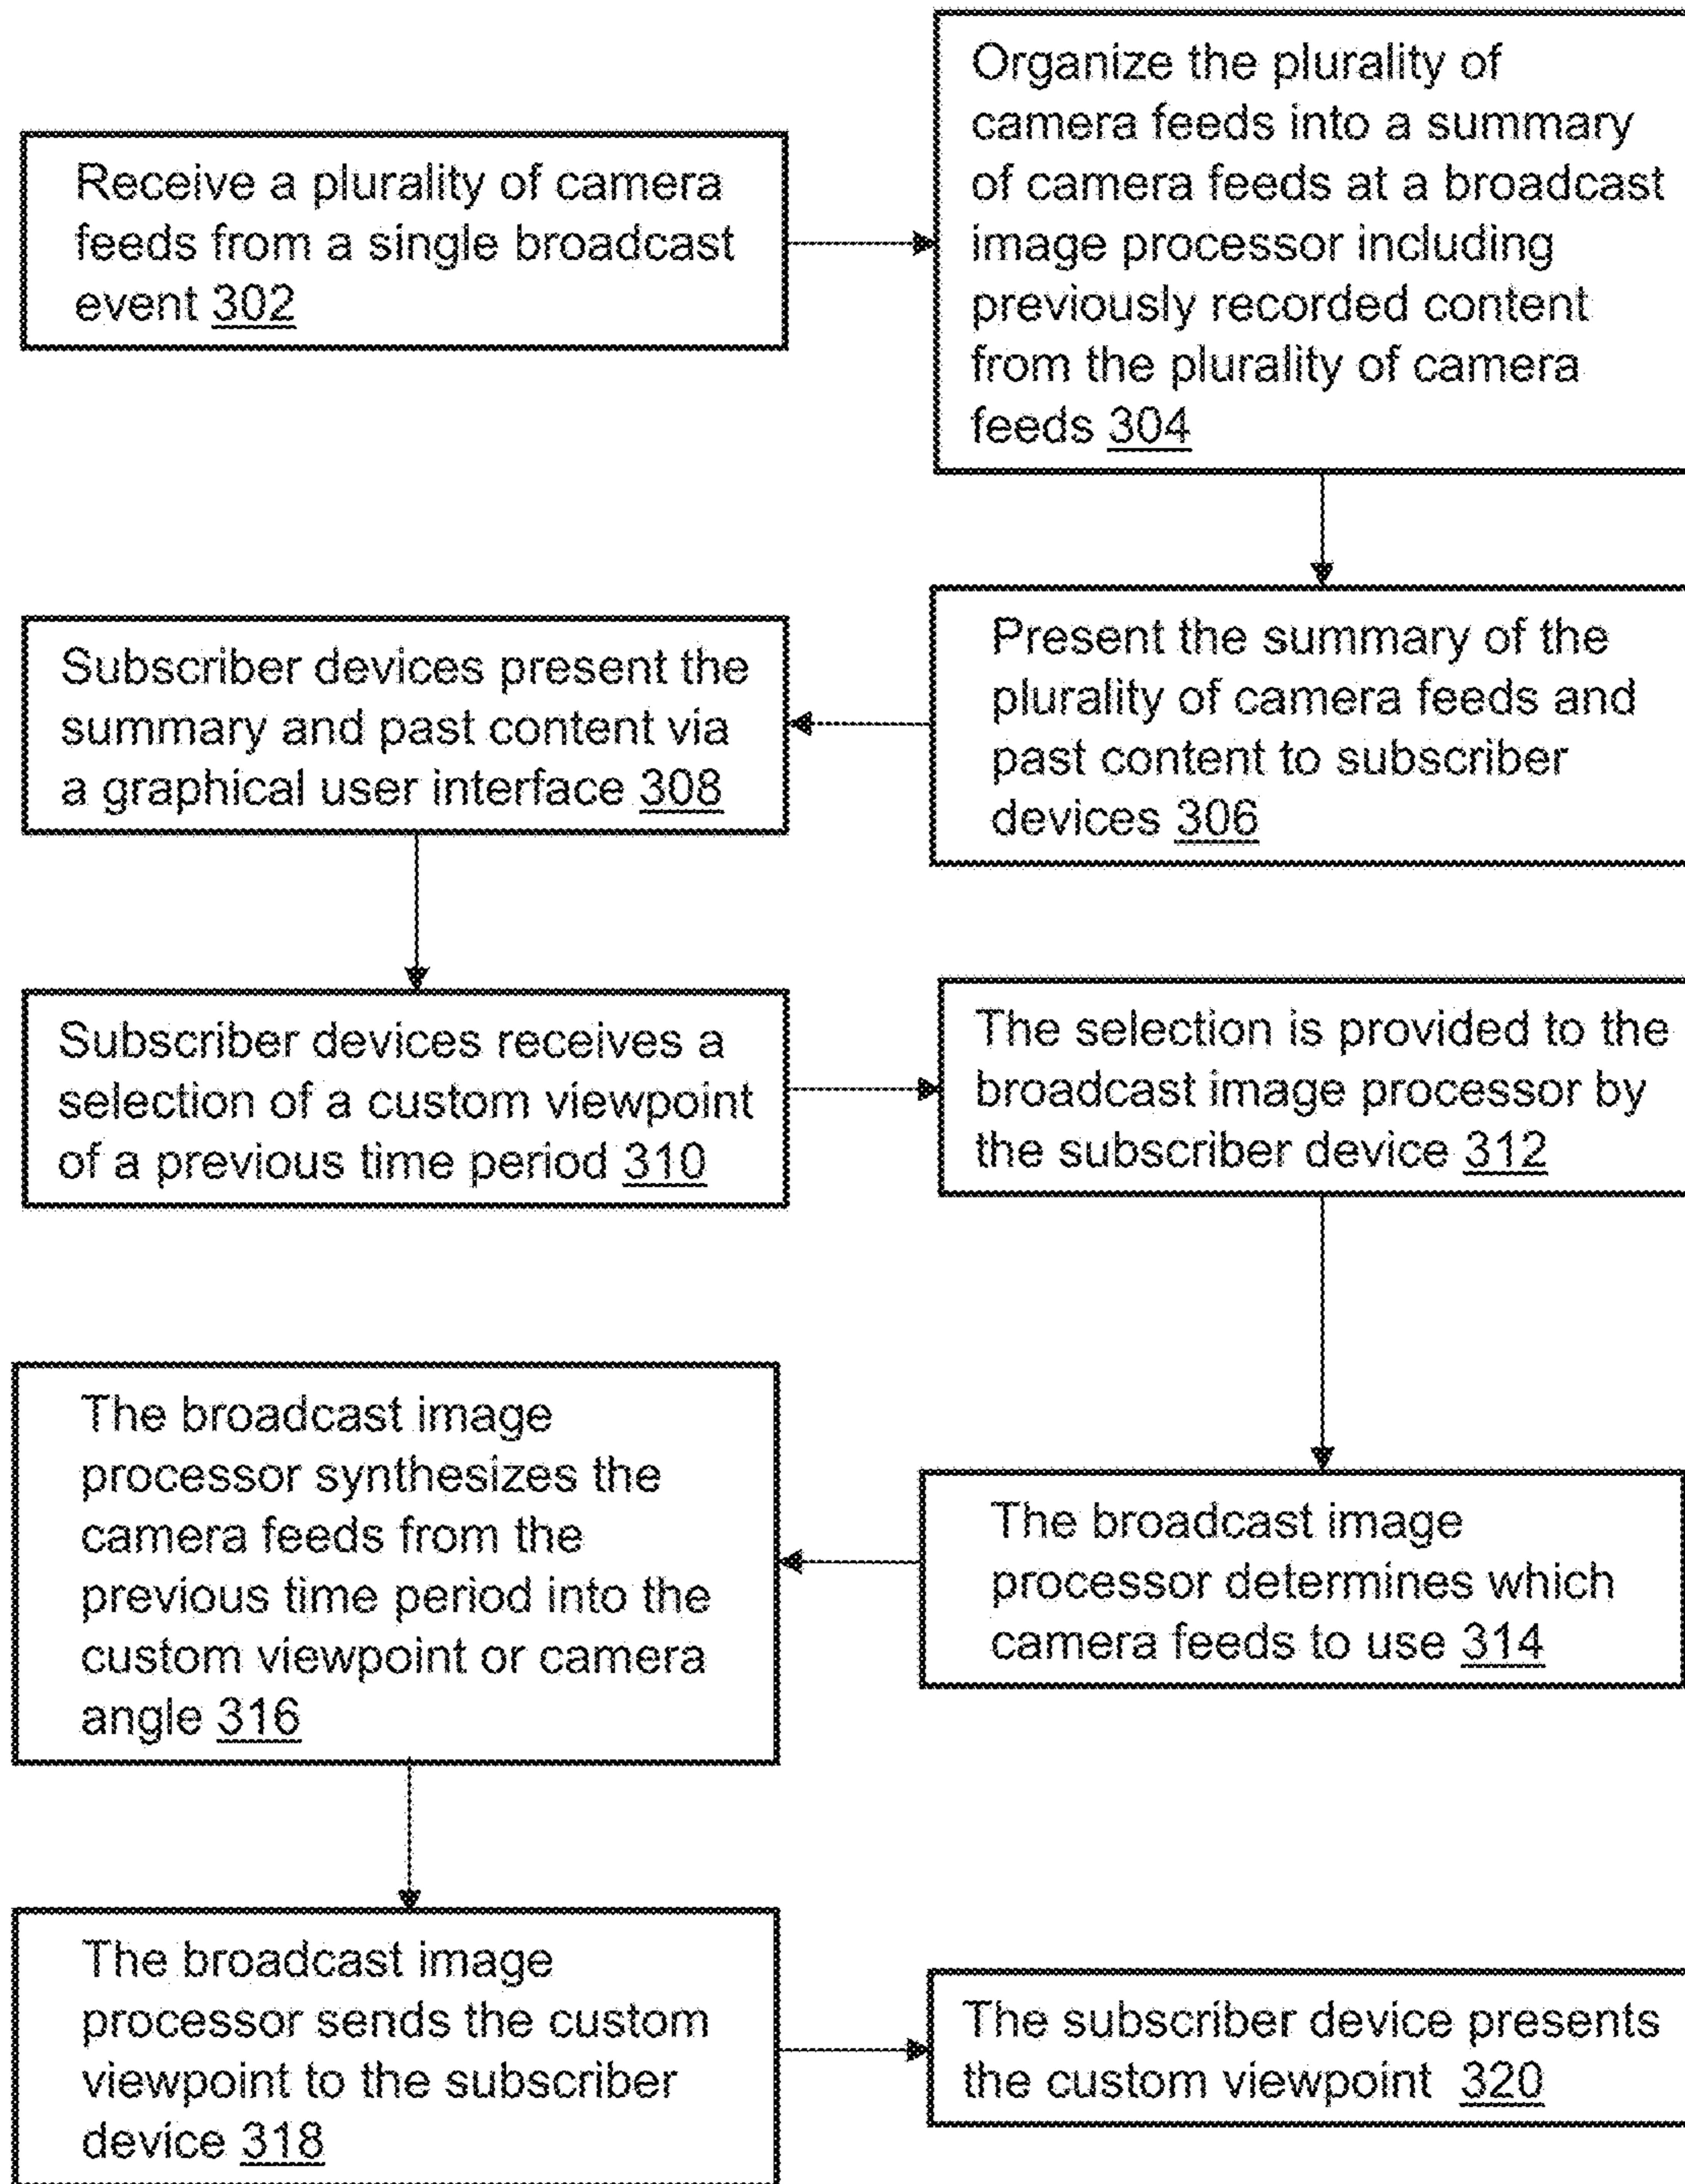 Receive a plurality of camera
feeds from a single broadcast
event 302
Organize the plurality of
camera feeds into a summary
of camera feeds at a broadcast
image processor including
previously recorded content
from the plurality of camera
feeds 304
Present the summary of the
plurality of camera feeds and
past content to subscriber
devices 306
Subscriber devices present the
summary and past content via
a graphical user interface 308
Subscriber devices receives a
selection of a custom viewpoint
of a previous time period 310
The selection is provided to the
broadcast image processor by
the subscriber device 312
The broadcast image
processor determines which
camera feeds to use 314
The broadcast image
processor synthesizes the
camera feeds from the
previous time period into the
custom viewpoint or camera
angle 316
The broadcast image
processor sends the custom
viewpoint to the subscriber
device 318
The subscriber device presents
the custom viewpoint 320